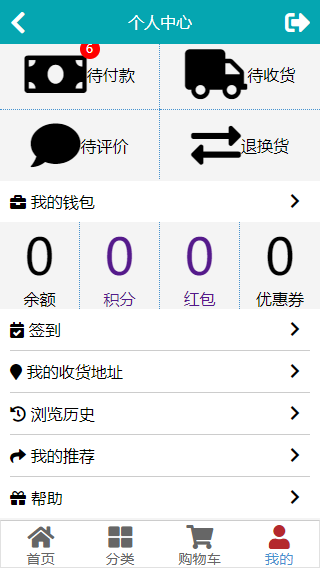 个人中心
6
待付款
待收货
待评价
退换货
我的钱包
0 0 0 0
余额 积分 红包 优惠券
签到
我的收货地址
浏览历史
我的推荐
帮助
首页 分类 购物车 我的